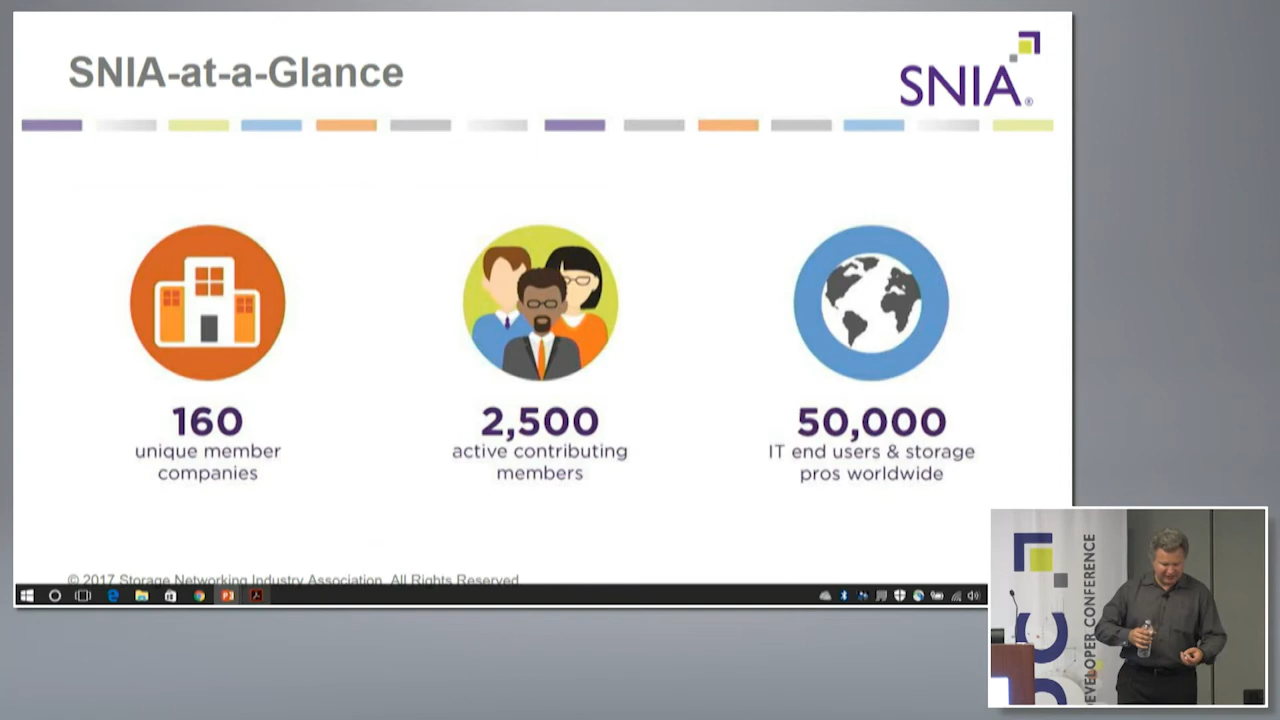 SNIA-at-a-Glance
SNIA®
160
unique member
companies
2,500
active contributing
members
50,000
IT end users & storage
pros worldwide
© 2017 Storage Networking Industry Association. All Rights Reserved.
DEVELOPER CONFERENCE